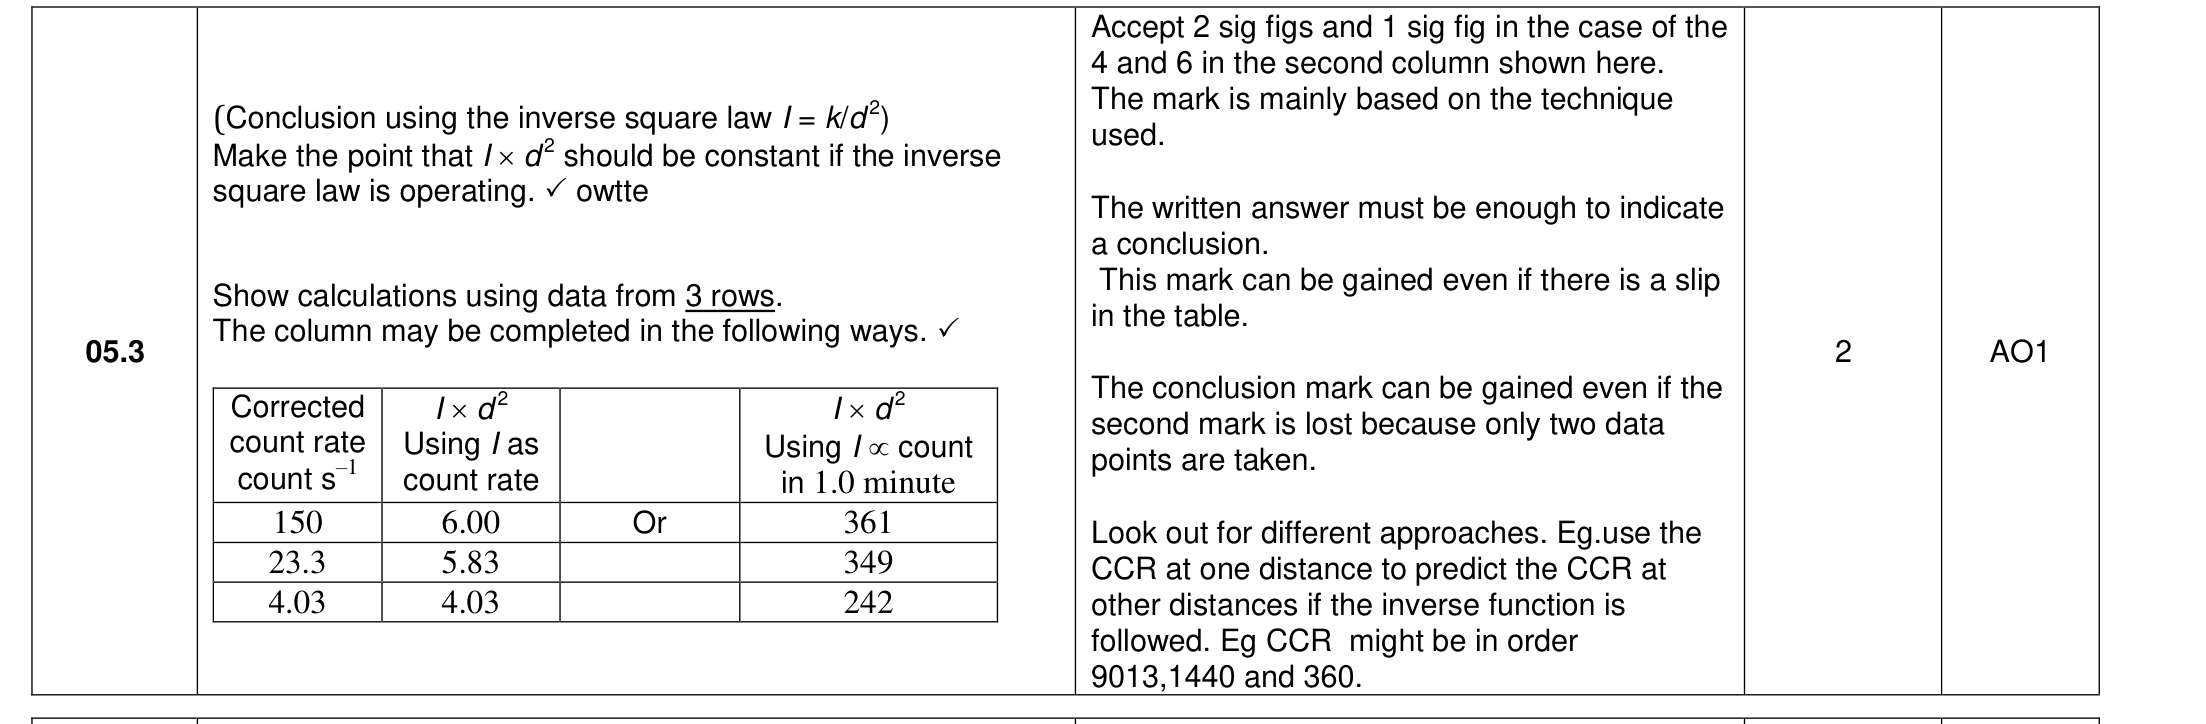 05.3
(Conclusion using the inverse square law I = k/d²)
Make the point that I × d² should be constant if the inverse
square law is operating. ✓ owtte
Show calculations using data from 3 rows.
The column may be completed in the following ways. ✓
Corrected
count rate
count s⁻¹
I × d²
Using I as
count rate
I × d²
Using I ∝ count
in 1.0 minute
150 6.00 Or 361
23.3 5.83 349
4.03 4.03 242
Accept 2 sig figs and 1 sig fig in the case of the
4 and 6 in the second column shown here.
The mark is mainly based on the technique
used.
The written answer must be enough to indicate
a conclusion.
This mark can be gained even if there is a slip
in the table.
The conclusion mark can be gained even if the
second mark is lost because only two data
points are taken.
Look out for different approaches. Eg.use the
CCR at one distance to predict the CCR at
other distances if the inverse function is
followed. Eg CCR  might be in order
9013,1440 and 360.
2
AO1